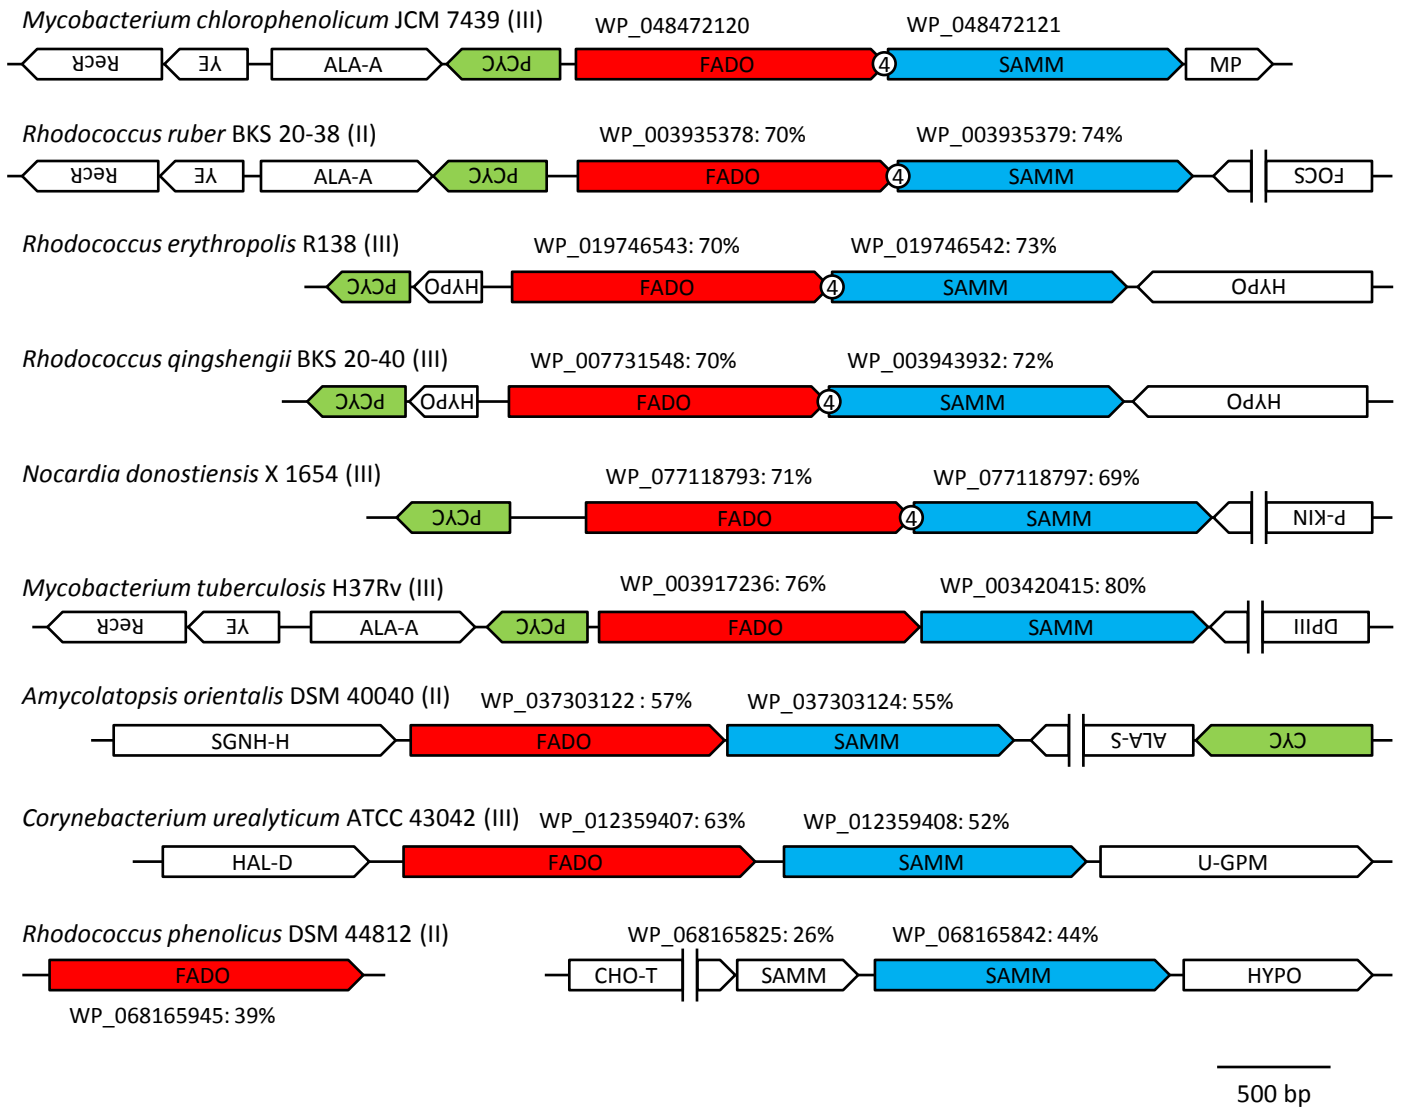 Mycobacterium chlorophenolicum JCM 7439 (III)
WP_048472120
WP_048472121
RecR YE ALA-A PCYC FADO 4 SAMM MP
Rhodococcus ruber BKS 20-38 (II)
WP_003935378: 70%
WP_003935379: 74%
RecR YE ALA-A PCYC FADO 4 SAMM FOCS
Rhodococcus erythropolis R138 (III)
WP_019746543: 70%
WP_019746542: 73%
PCYC HYPO FADO 4 SAMM HYPO
Rhodococcus qingshengii BKS 20-40 (III)
WP_007731548: 70%
WP_003943932: 72%
PCYC HYPO FADO 4 SAMM HYPO
Nocardia donostiensis X 1654 (III)
WP_077118793: 71%
WP_077118797: 69%
PCYC FADO 4 SAMM P-KIN
Mycobacterium tuberculosis H37Rv (III)
WP_003917236: 76%
WP_003420415: 80%
RecR YE ALA-A PCYC FADO SAMM DPIII
Amycolatopsis orientalis DSM 40040 (II)
WP_037303122 : 57%
WP_037303124: 55%
SGNH-H FADO SAMM ALA-S CYC
Corynebacterium urealyticum ATCC 43042 (III)
WP_012359407: 63%
WP_012359408: 52%
HAL-D FADO SAMM U-GPM
Rhodococcus phenolicus DSM 44812 (II)
WP_068165825: 26%
WP_068165842: 44%
FADO CHO-T SAMM SAMM HYPO
WP_068165945: 39%
500 bp